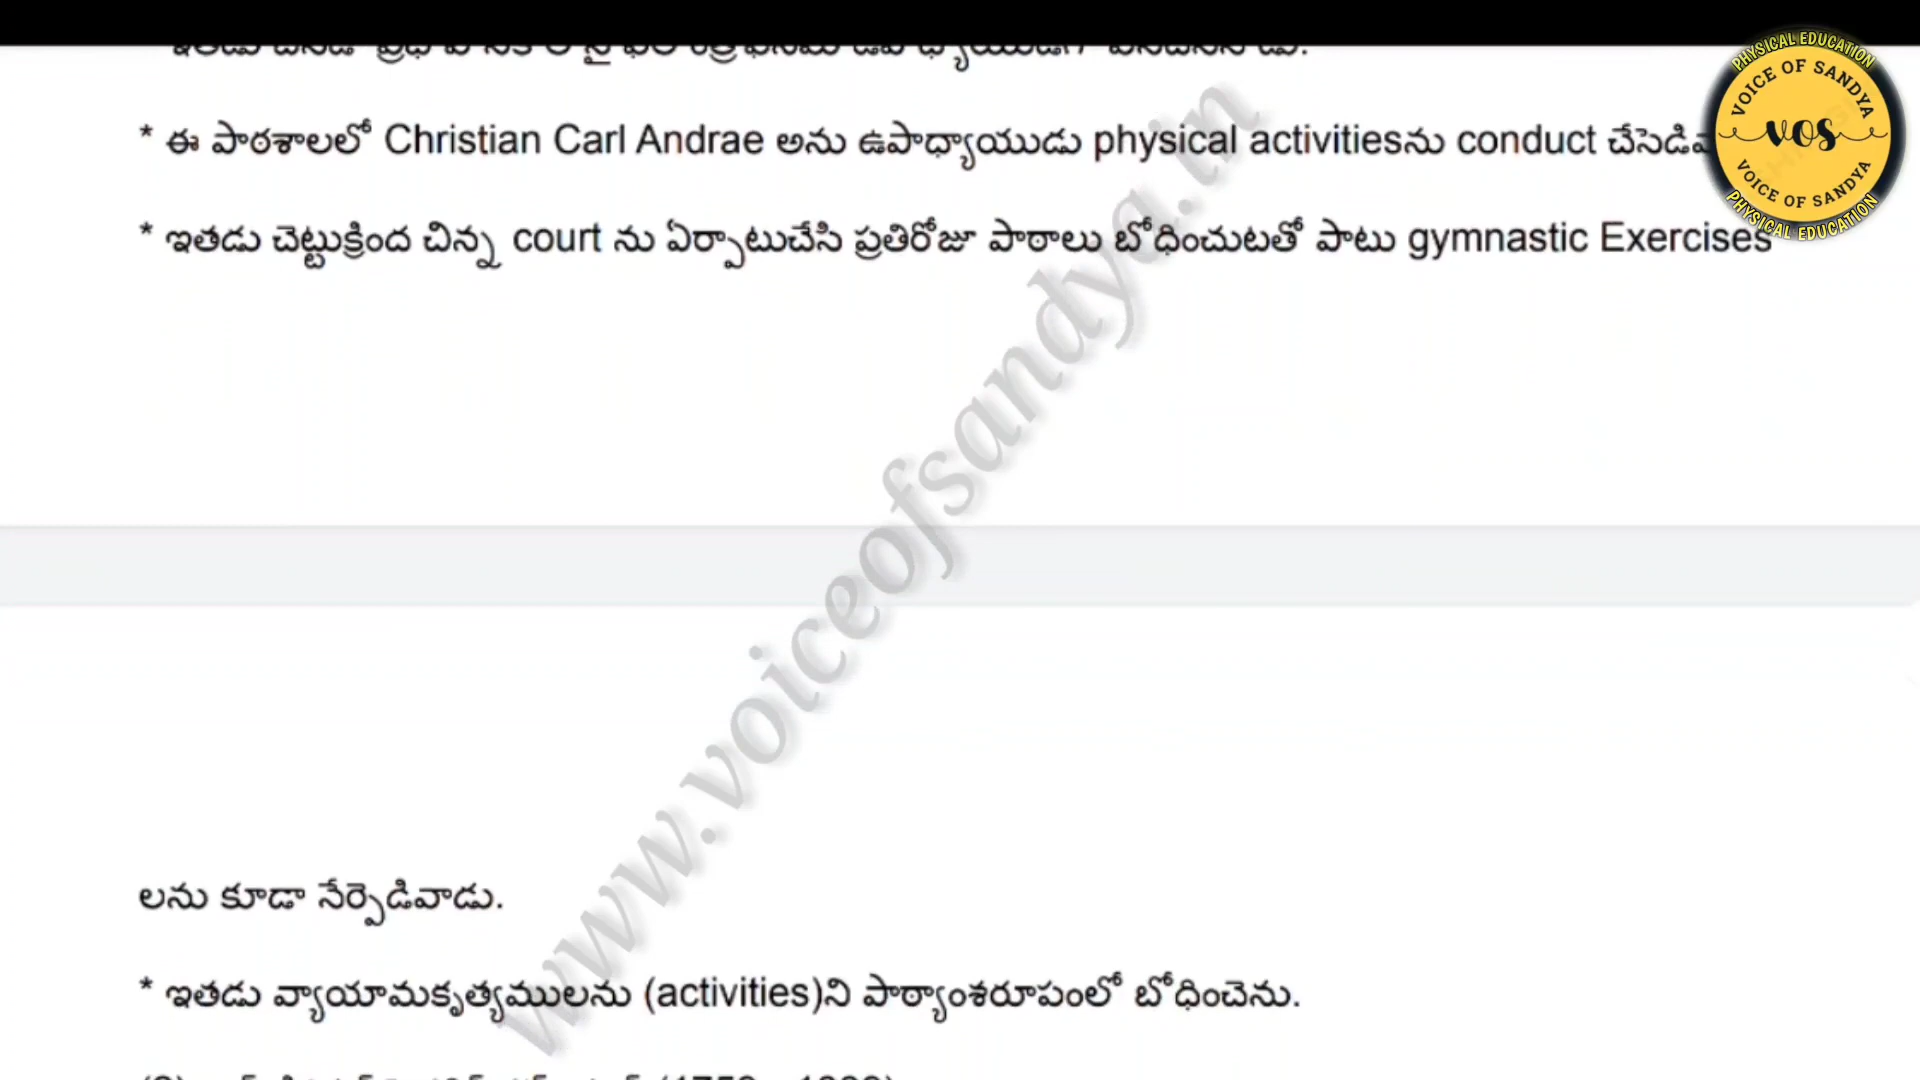 * ఈ పాఠశాలలో Christian Carl Andrae అను ఉపాధ్యాయుడు physical activitiesను conduct
* ఇతడు చెట్టుక్రింద చిన్న court ను ఏర్పాటుచేసి ప్రతిరోజూ పాఠాలు బోధించుటతో పాటు gymnastic Exercises
లను కూడా నేర్పెడివాడు.
* ఇతడు వ్యాయామకృత్యములను (activities)ని పాఠ్యాంశరూపంలో బోధించెను.
www.voiceofsandya.in
PHYSICAL EDUCATION
VOICE OF SANDYA
VOS
VOICE OF SANDYA
PHYSICAL EDUCATION